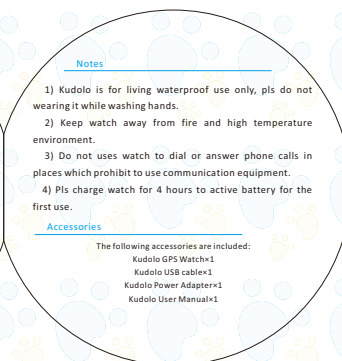 Notes
1) Kudolo is for living waterproof use only, pls do not
wearing it while washing hands.
2) Keep watch away from fire and high temperature
environment.
3) Do not uses watch to dial or answer phone calls in
places which prohibit to use communication equipment.
4) Pls charge watch for 4 hours to active battery for the
first use.
Accessories
The following accessories are included:
Kudolo GPS Watch×1
Kudolo USB cable×1
Kudolo Power Adapter×1
Kudolo User Manual×1